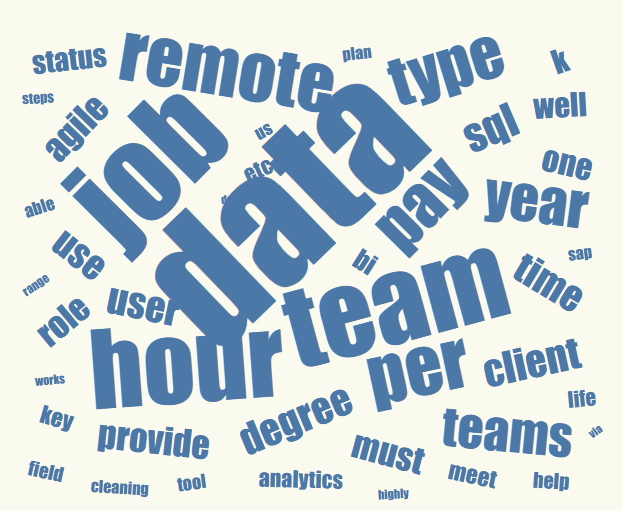 status
remote
plan
type
k
steps
agile
job
us
etc
data
sql
well
one
able
pay
year
use
bi
sap
range
user
time
role
hour
team
works
per
client
key
provide
degree
life
teams
via
must
field
cleaning
tool
analytics
highly
meet
help